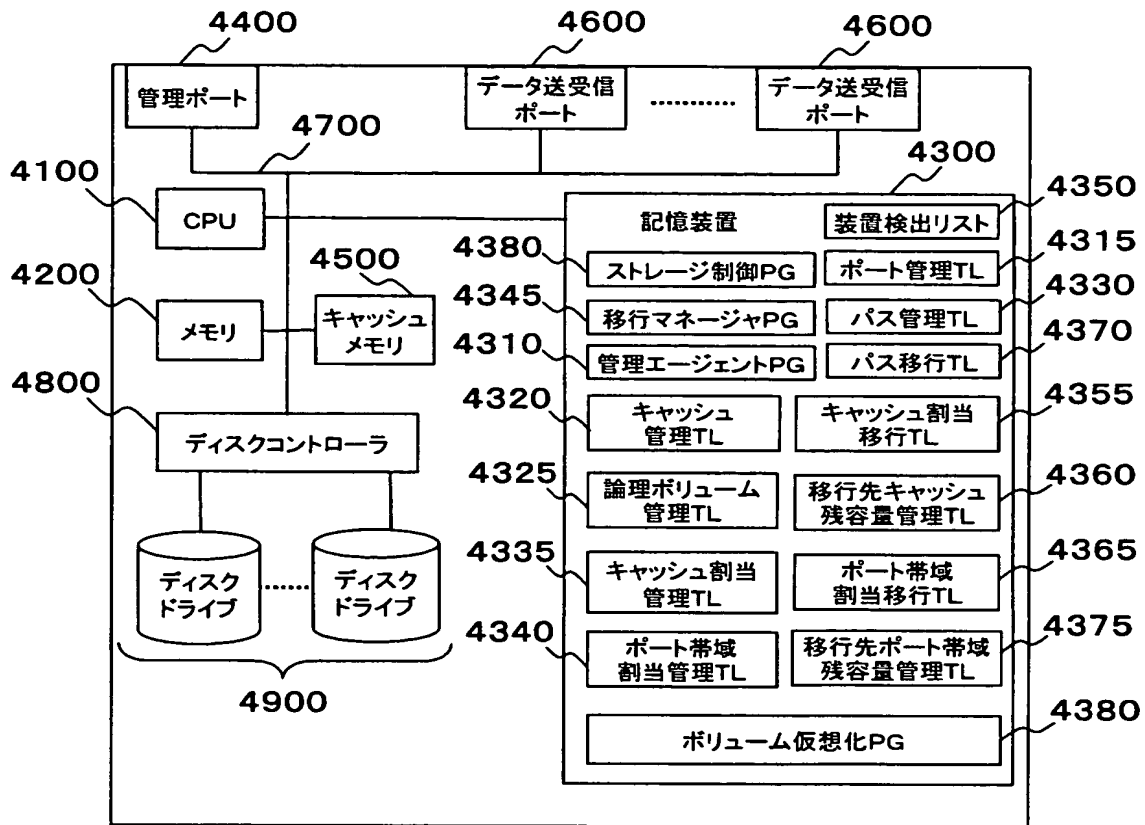 4400
4600
4600
管理ポート
データ送受信
ポート
データ送受信
ポート
4700
4100
CPU
4200
メモリ
4500
キャッシュ
メモリ
4800
ディスクコントローラ
ディスク
ドライブ
ディスク
ドライブ
4900
4300
記憶装置
4350
装置検出リスト
4380
ストレージ制御PG
4315
ポート管理TL
4345
移行マネージャPG
4330
パス管理TL
4310
管理エージェントPG
4370
パス移行TL
4320
キャッシュ
管理TL
4355
キャッシュ割当
移行TL
4325
論理ボリューム
管理TL
4360
移行先キャッシュ
残容量管理TL
4335
キャッシュ割当
管理TL
4365
ポート帯域
割当移行TL
4340
ポート帯域
割当管理TL
4375
移行先ポート帯域
残容量管理TL
4380
ボリューム仮想化PG